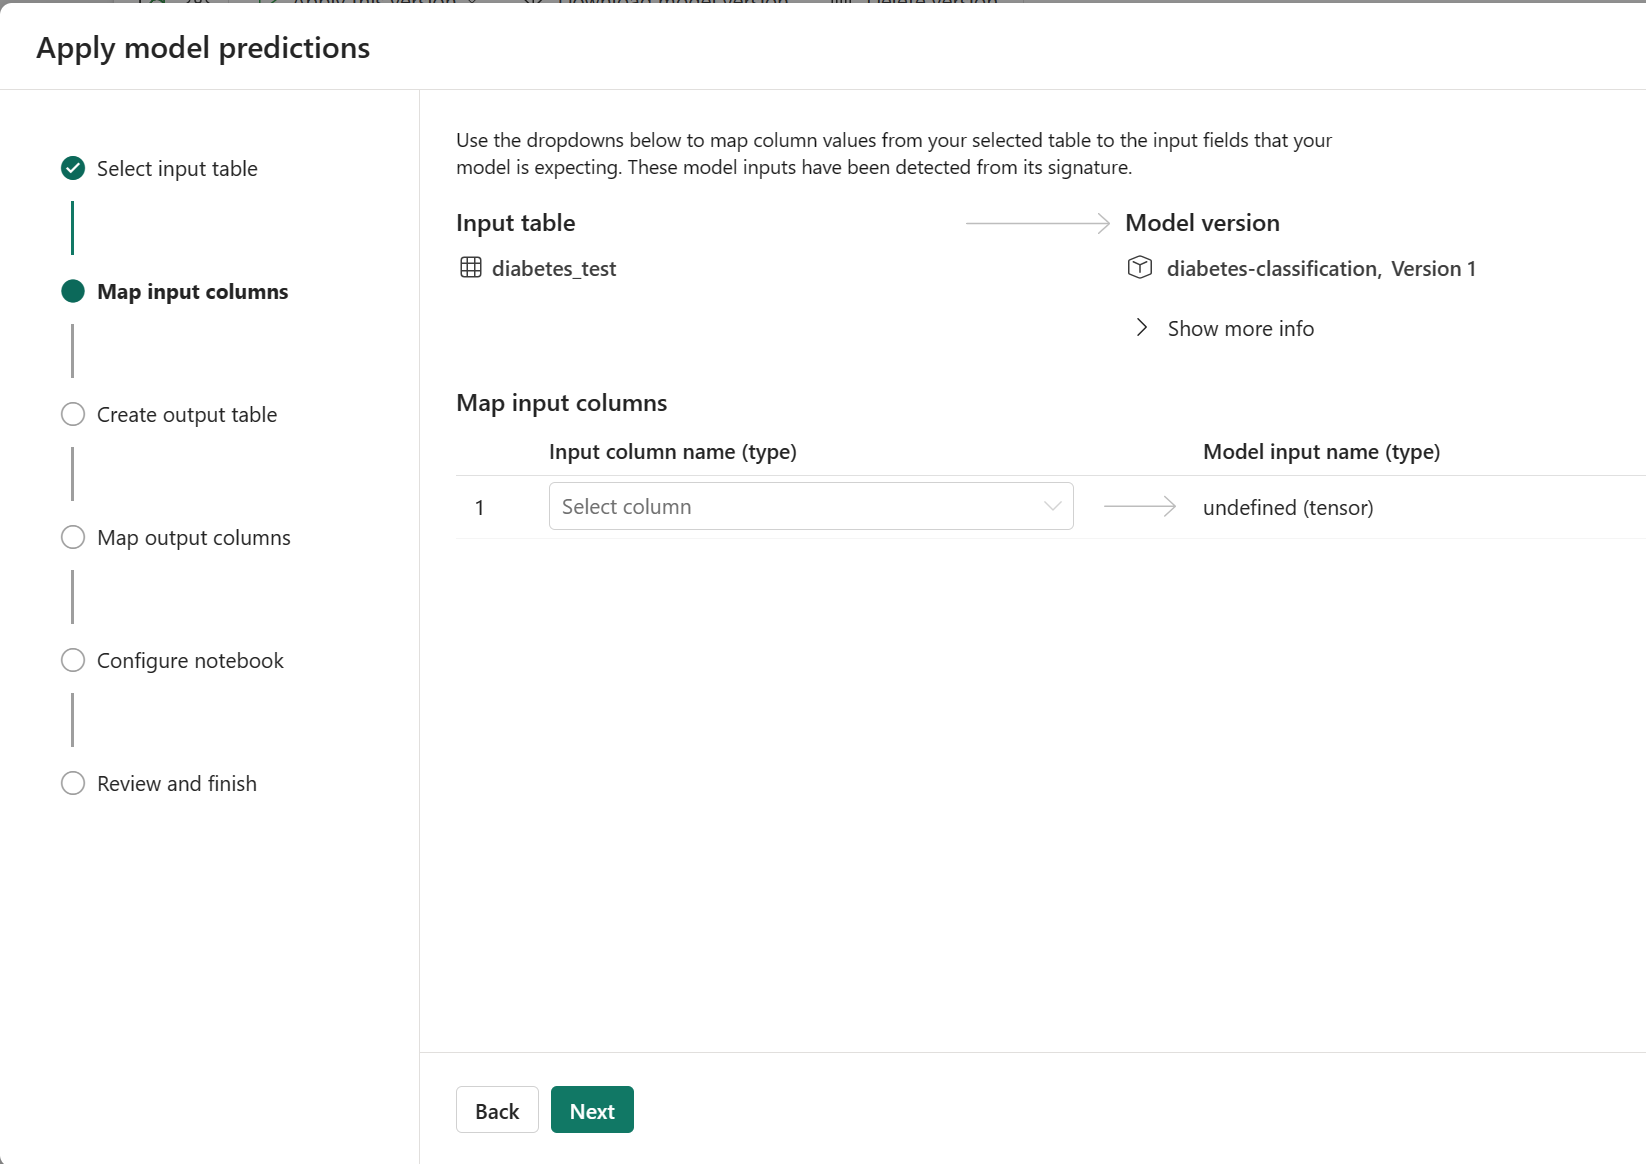 Apply model predictions
Select input table
Map input columns
Create output table
Map output columns
Configure notebook
Review and finish
Use the dropdowns below to map column values from your selected table to the input fields that your
model is expecting. These model inputs have been detected from its signature.
Input table
Model version
diabetes_test
diabetes-classification, Version 1
Show more info
Map input columns
Input column name (type)
Model input name (type)
1
Select column
undefined (tensor)
Back
Next